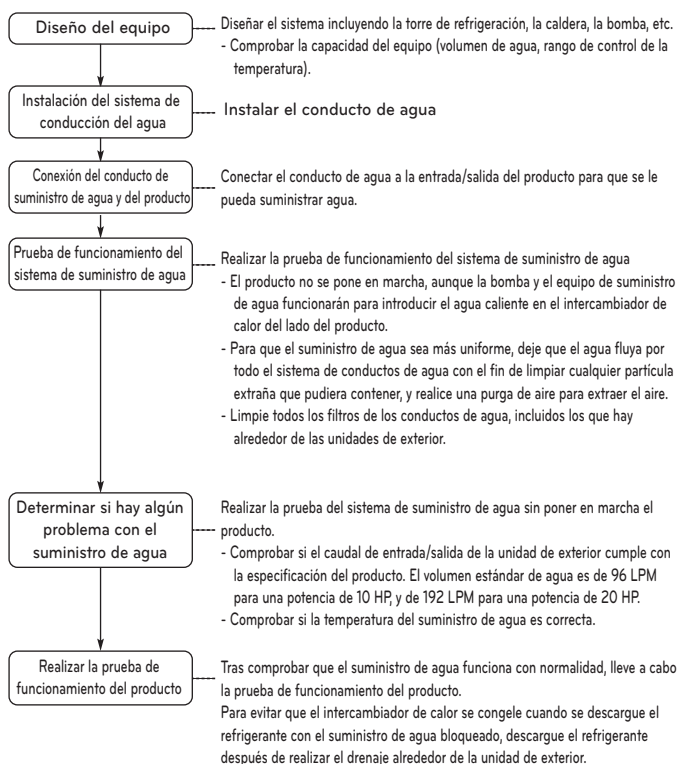 Diseño del equipo
Diseñar el sistema incluyendo la torre de refrigeración, la caldera, la bomba, etc.
- Comprobar la capacidad del equipo (volumen de agua, rango de control de la
temperatura).
Instalación del sistema de
conducción del agua
Instalar el conducto de agua
Conexión del conducto de
suministro de agua y del producto
Conectar el conducto de agua a la entrada/salida del producto para que se le
pueda suministrar agua.
Prueba de funcionamiento del
sistema de suministro de agua
Realizar la prueba de funcionamiento del sistema de suministro de agua
- El producto no se pone en marcha, aunque la bomba y el equipo de suministro
de agua funcionarán para introducir el agua caliente en el intercambiador de
calor del lado del producto.
- Para que el suministro de agua sea más uniforme, deje que el agua fluya por
todo el sistema de conductos de agua con el fin de limpiar cualquier partícula
extraña que pudiera contener, y realice una purga de aire para extraer el aire.
- Limpie todos los filtros de los conductos de agua, incluidos los que hay
alrededor de las unidades de exterior.
Determinar si hay algún
problema con el
suministro de agua
Realizar la prueba del sistema de suministro de agua sin poner en marcha el
producto.
- Comprobar si el caudal de entrada/salida de la unidad de exterior cumple con
la especificación del producto. El volumen estándar de agua es de 96 LPM
para una potencia de 10 HP, y de 192 LPM para una potencia de 20 HP.
- Comprobar si la temperatura del suministro de agua es correcta.
Realizar la prueba de
funcionamiento del producto
Tras comprobar que el suministro de agua funciona con normalidad, lleve a cabo
la prueba de funcionamiento del producto.
Para evitar que el intercambiador de calor se congele cuando se descargue el
refrigerante con el suministro de agua bloqueado, descargue el refrigerante
después de realizar el drenaje alrededor de la unidad de exterior.